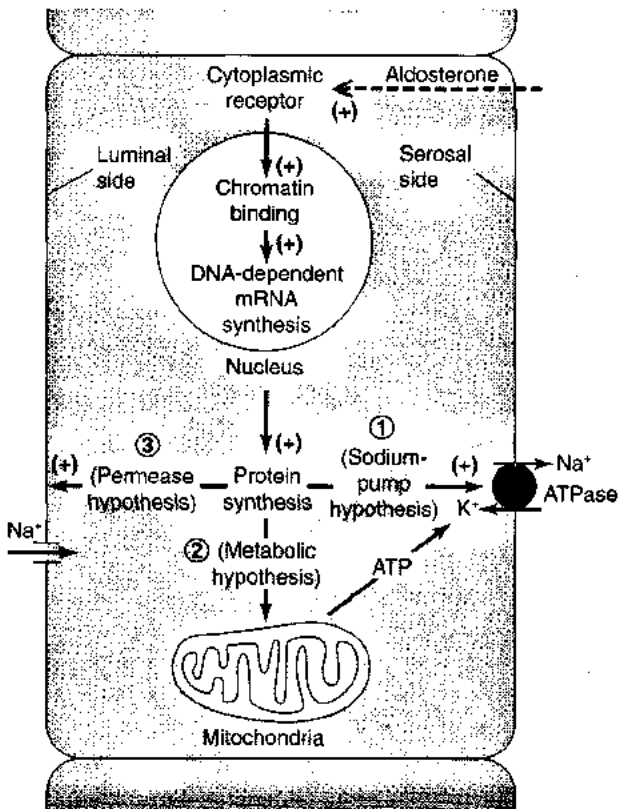 Cytoplasmic
receptor
Aldosterone
(+)
Luminal
side
Serosal
side
(+)
Chromatin
binding
(+)
DNA-dependent
mRNA
synthesis
Nucleus
(+)
①
(Sodium-
pump
hypothesis)
(+)
Na⁺
ATPase
K⁺
③
(+)
(Permease
hypothesis)
Protein
synthesis
Na⁺
② (Metabolic
hypothesis)
ATP
Mitochondria